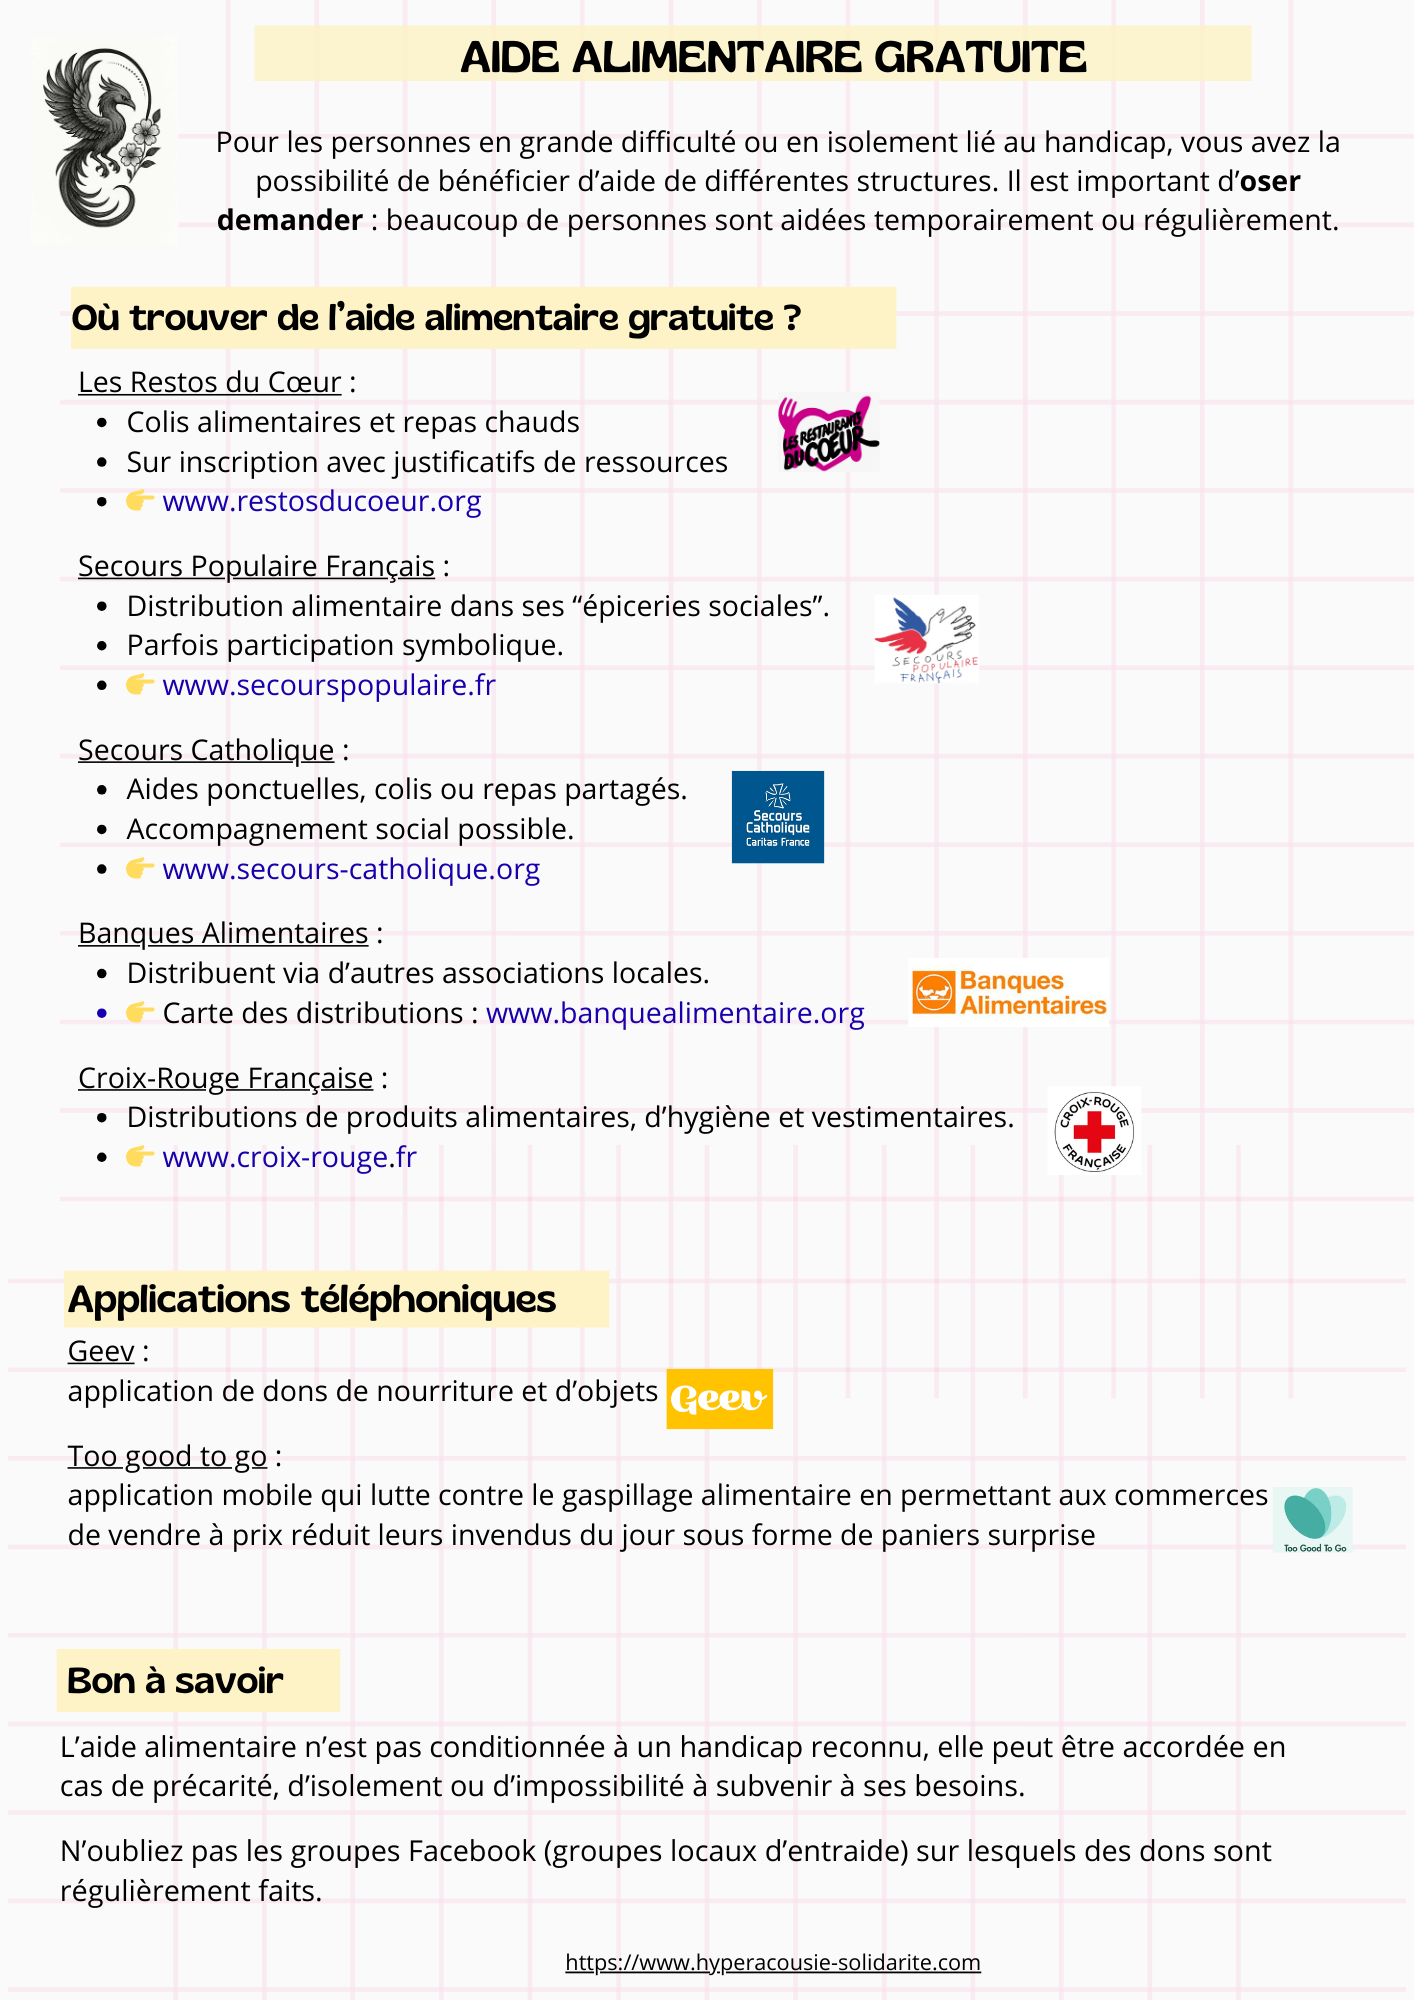 AIDE ALIMENTAIRE GRATUITE
Pour les personnes en grande difficulté ou en isolement lié au handicap, vous avez la
possibilité de bénéficier d’aide de différentes structures. Il est important d’oser
demander : beaucoup de personnes sont aidées temporairement ou régulièrement.
Où trouver de l’aide alimentaire gratuite ?
Les Restos du Cœur :
• Colis alimentaires et repas chauds
• Sur inscription avec justificatifs de ressources
• 👉 www.restosducoeur.org
LES RESTAURANTS
DU COEUR
Secours Populaire Français :
• Distribution alimentaire dans ses “épiceries sociales”.
• Parfois participation symbolique.
• 👉 www.secourspopulaire.fr
SECOURS
POPULAIRE
FRANÇAIS
Secours Catholique :
• Aides ponctuelles, colis ou repas partagés.
• Accompagnement social possible.
• 👉 www.secours-catholique.org
Secours
Catholique
Caritas France
Banques Alimentaires :
• Distribuent via d’autres associations locales.
• 👉 Carte des distributions : www.banquealimentaire.org
Banques
Alimentaires
Croix-Rouge Française :
• Distributions de produits alimentaires, d’hygiène et vestimentaires.
• 👉 www.croix-rouge.fr
CROIX-ROUGE
FRANÇAISE
Applications téléphoniques
Geev :
application de dons de nourriture et d’objets
Geev
Too good to go :
application mobile qui lutte contre le gaspillage alimentaire en permettant aux commerces
de vendre à prix réduit leurs invendus du jour sous forme de paniers surprise
Too Good To Go
Bon à savoir
L’aide alimentaire n’est pas conditionnée à un handicap reconnu, elle peut être accordée en
cas de précarité, d’isolement ou d’impossibilité à subvenir à ses besoins.
N’oubliez pas les groupes Facebook (groupes locaux d’entraide) sur lesquels des dons sont
régulièrement faits.
https://www.hyperacousie-solidarite.com